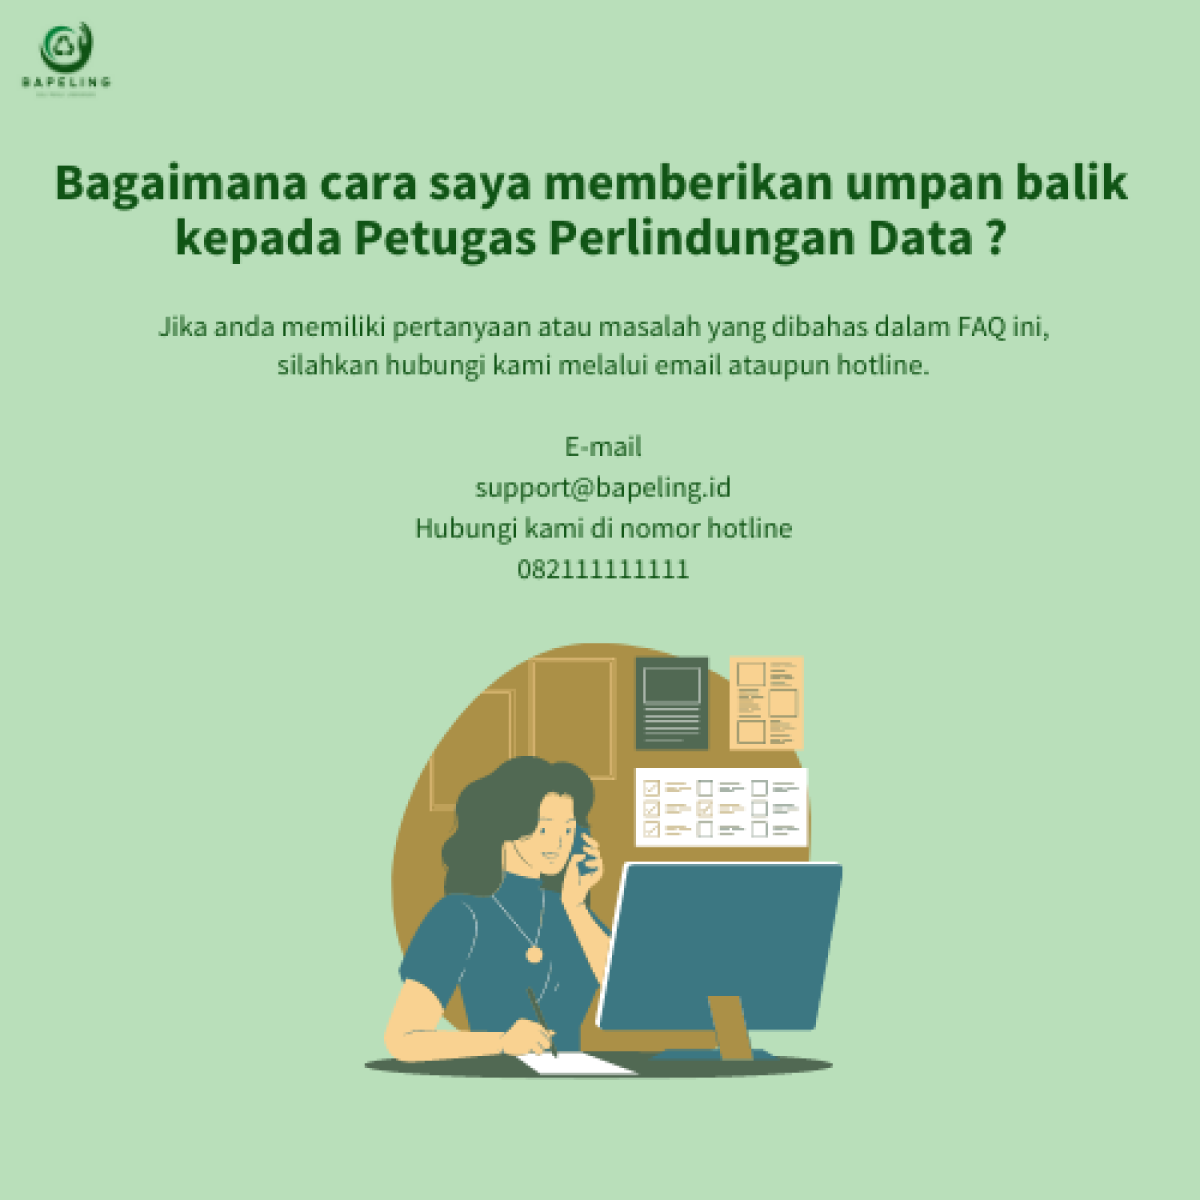 BAPELING
Bagaimana cara saya memberikan umpan balik
kepada Petugas Perlindungan Data ?
Jika anda memiliki pertanyaan atau masalah yang dibahas dalam FAQ ini,
silahkan hubungi kami melalui email ataupun hotline.
E-mail
support@bapeling.id
Hubungi kami di nomor hotline
082111111111